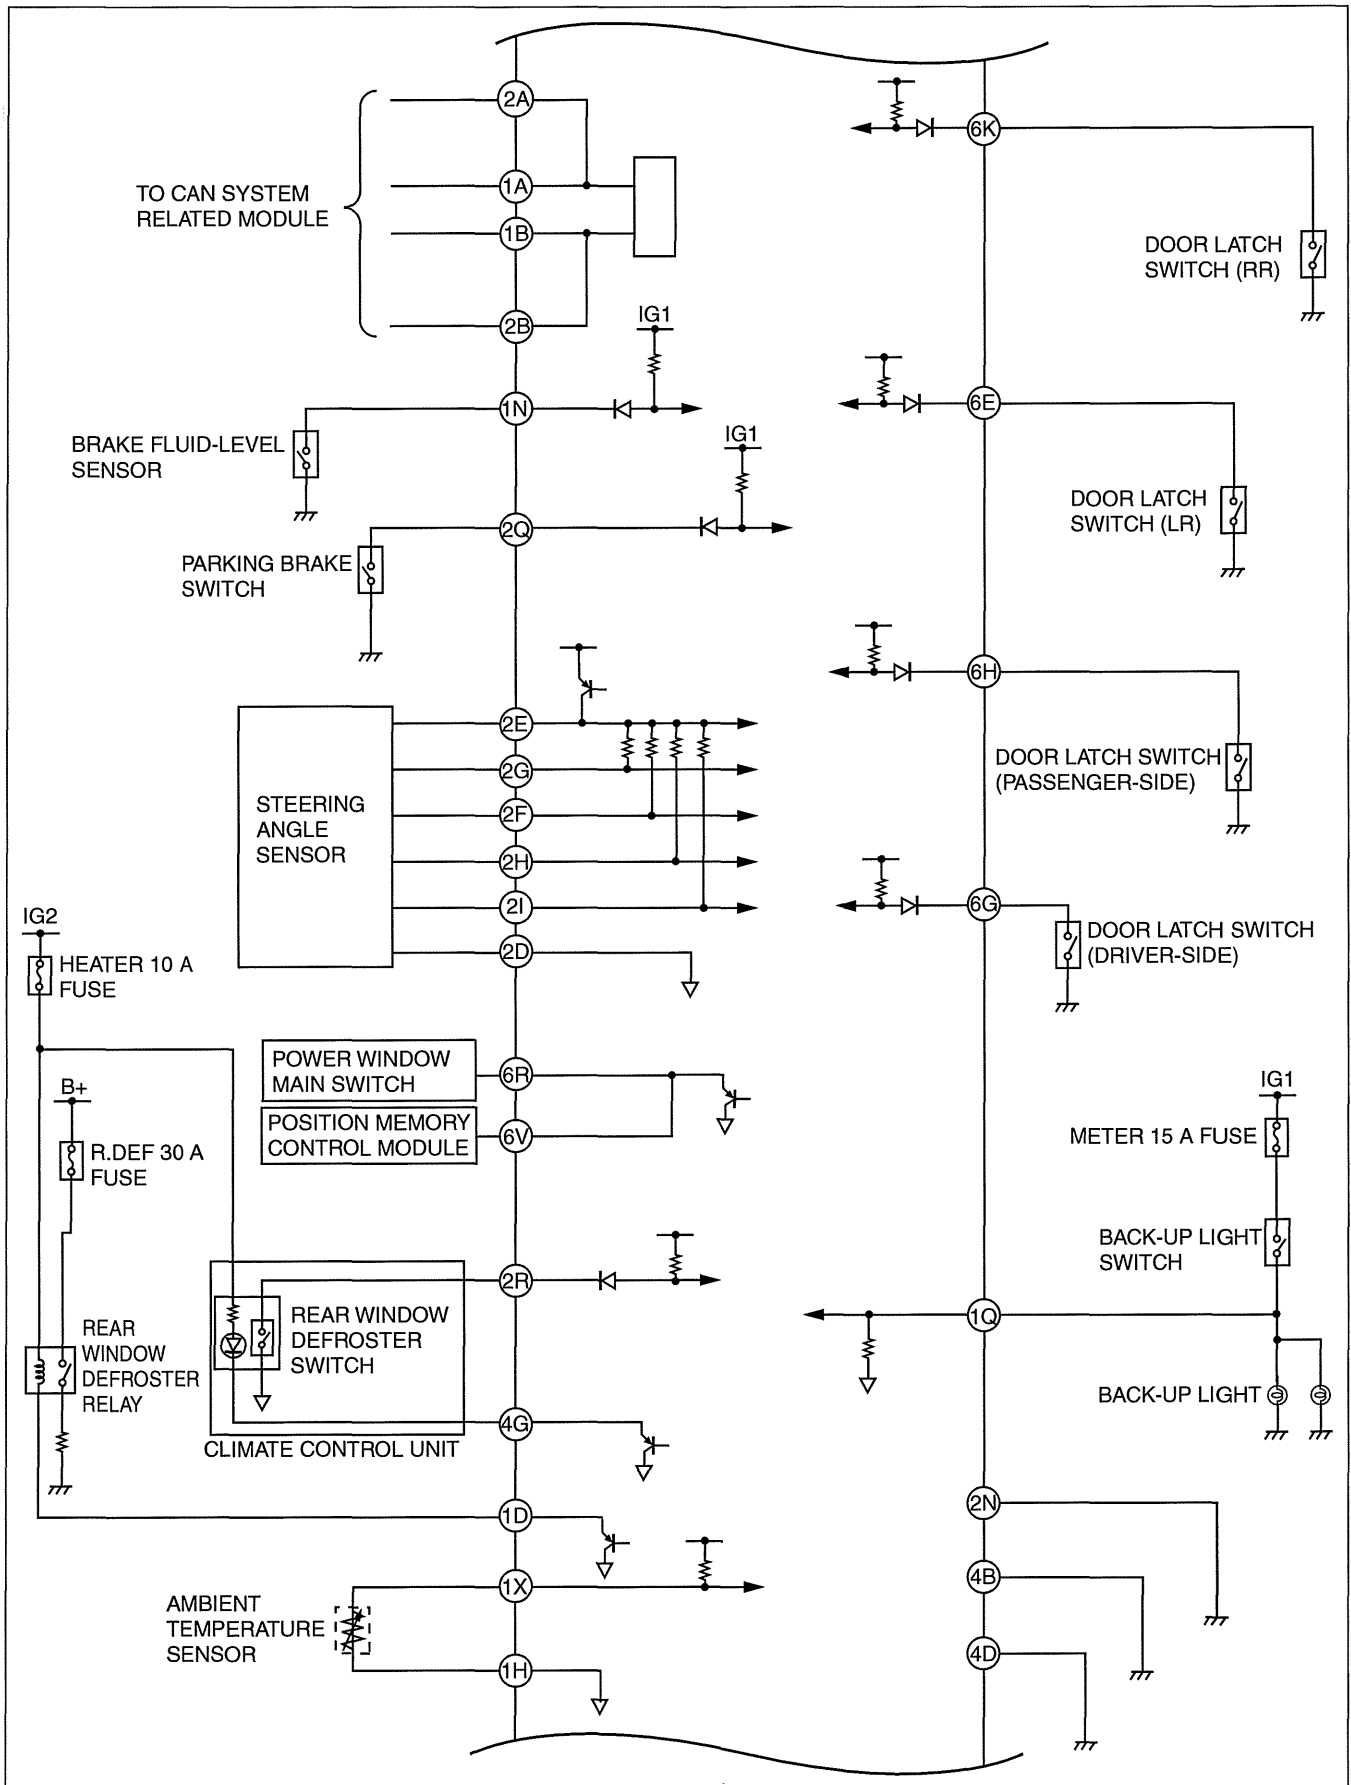 2A
6K
1A
TO CAN SYSTEM
RELATED MODULE
1B
DOOR LATCH
SWITCH (RR)
2B
IG1
1N
6E
BRAKE FLUID-LEVEL
SENSOR
IG1
DOOR LATCH
SWITCH (LR)
2Q
PARKING BRAKE
SWITCH
6H
2E
2G
DOOR LATCH SWITCH
(PASSENGER-SIDE)
STEERING
ANGLE
SENSOR
2F
2H
2I
6G
IG2
2D
DOOR LATCH SWITCH
(DRIVER-SIDE)
HEATER 10 A
FUSE
POWER WINDOW
MAIN SWITCH
6R
B+
IG1
POSITION MEMORY
CONTROL MODULE
6V
METER 15 A FUSE
R.DEF 30 A
FUSE
BACK-UP LIGHT
SWITCH
2R
REAR WINDOW
DEFROSTER
SWITCH
1Q
REAR
WINDOW
DEFROSTER
RELAY
BACK-UP LIGHT
4G
CLIMATE CONTROL UNIT
2N
1D
4B
1X
AMBIENT
TEMPERATURE
SENSOR
4D
1H